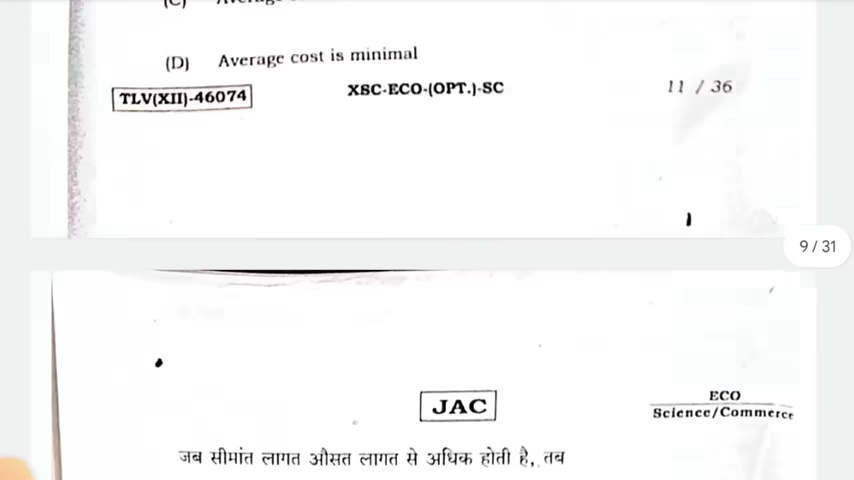 (C)
(D) Average cost is minimal
TLV(XII)-46074 XSC-ECO-(OPT.)-SC 11 / 36
9 / 31
JAC
ECO
Science/Commerce
जब सीमांत लागत औसत लागत से अधिक होती है, तब